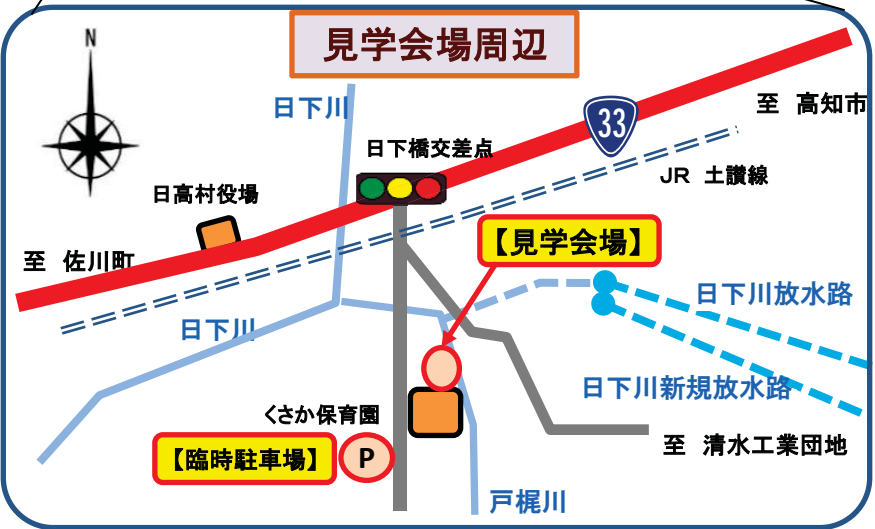 見学会場周辺
N
日下川
33
至 高知市
日下橋交差点
JR 土讃線
日高村役場
【見学会場】
至 佐川町
日下川放水路
日下川
日下川新規放水路
くさか保育園
【臨時駐車場】
P
至 清水工業団地
戸梶川